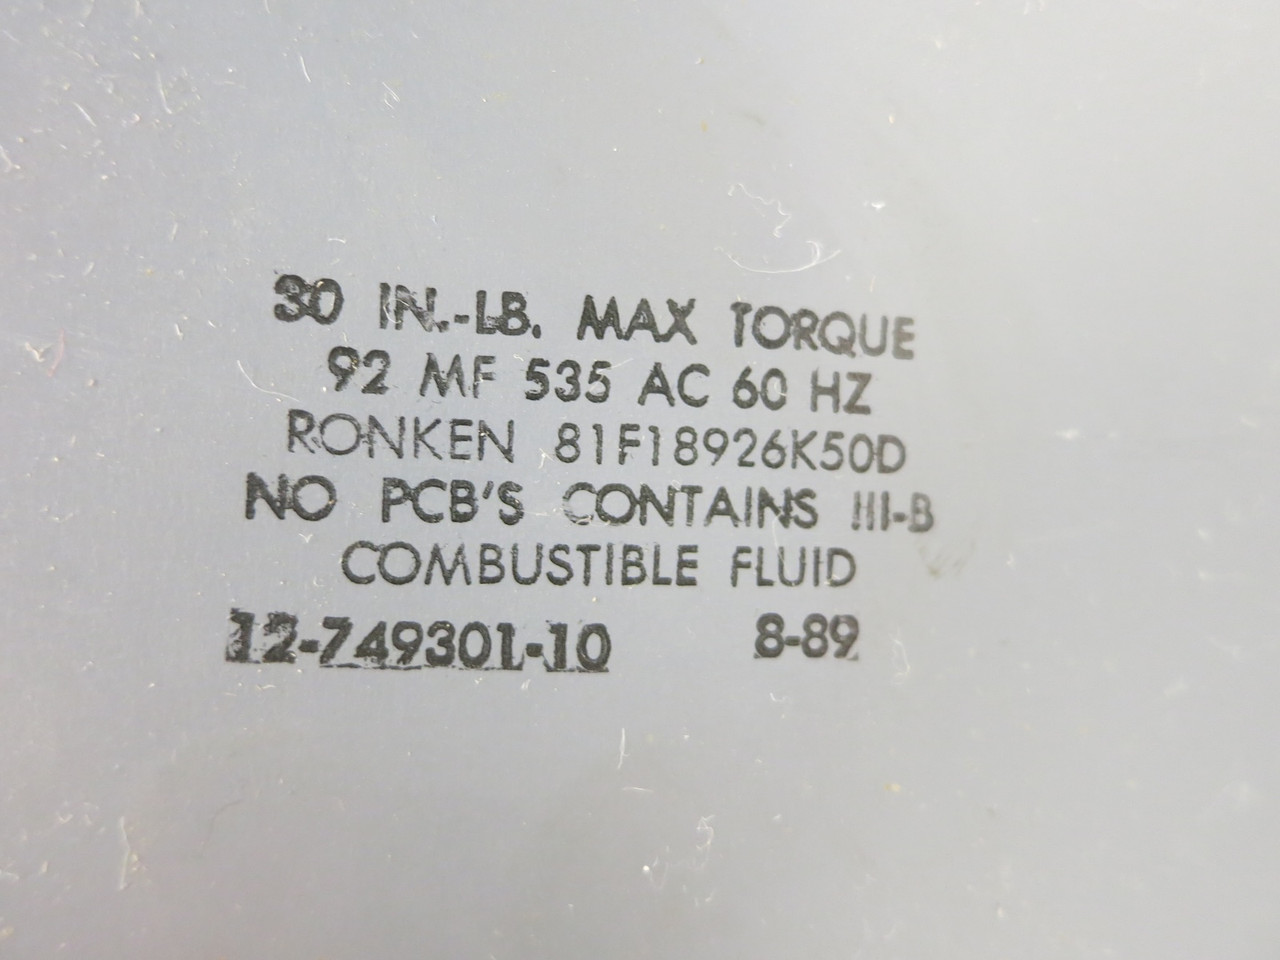 30 IN.-LB. MAX TORQUE
92 MF 535 AC 60 HZ
RONKEN 81F18926K50D
NO PCB'S CONTAINS III-B
COMBUSTIBLE FLUID
12-749301-10 8-89